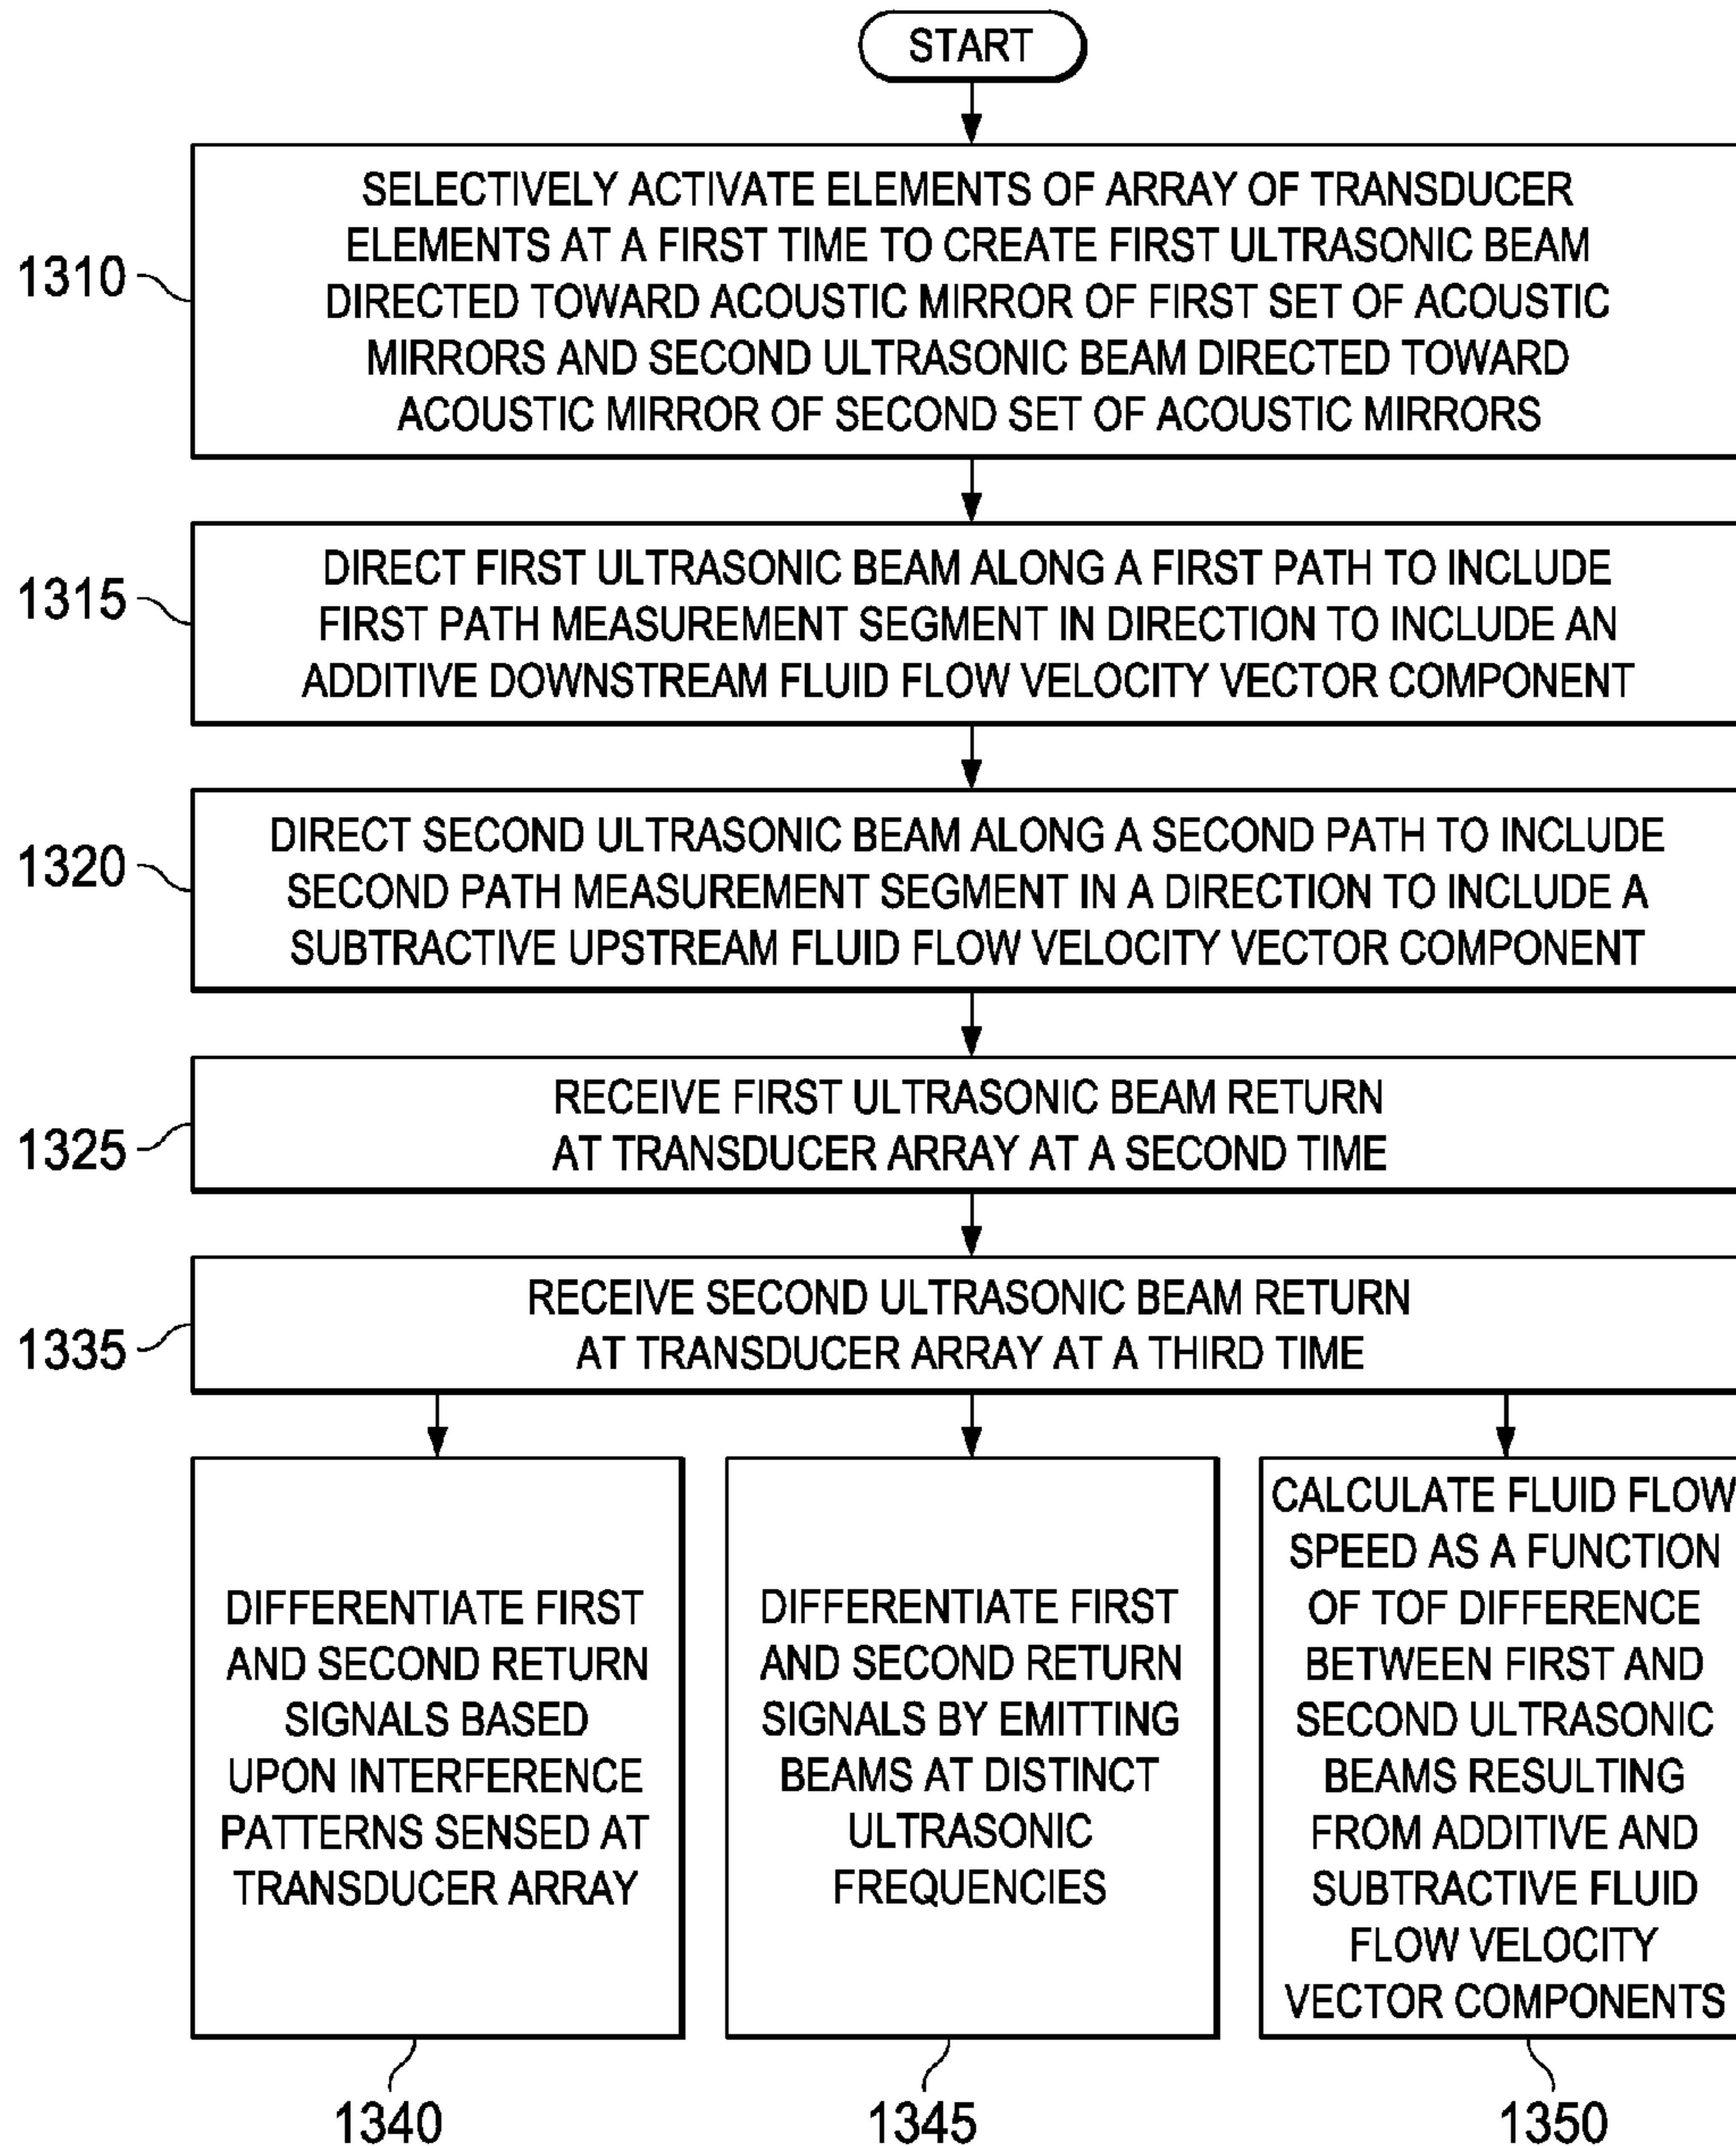 START
1310
SELECTIVELY ACTIVATE ELEMENTS OF ARRAY OF TRANSDUCER
ELEMENTS AT A FIRST TIME TO CREATE FIRST ULTRASONIC BEAM
DIRECTED TOWARD ACOUSTIC MIRROR OF FIRST SET OF ACOUSTIC
MIRRORS AND SECOND ULTRASONIC BEAM DIRECTED TOWARD
ACOUSTIC MIRROR OF SECOND SET OF ACOUSTIC MIRRORS
1315
DIRECT FIRST ULTRASONIC BEAM ALONG A FIRST PATH TO INCLUDE
FIRST PATH MEASUREMENT SEGMENT IN DIRECTION TO INCLUDE AN
ADDITIVE DOWNSTREAM FLUID FLOW VELOCITY VECTOR COMPONENT
1320
DIRECT SECOND ULTRASONIC BEAM ALONG A SECOND PATH TO INCLUDE
SECOND PATH MEASUREMENT SEGMENT IN A DIRECTION TO INCLUDE A
SUBTRACTIVE UPSTREAM FLUID FLOW VELOCITY VECTOR COMPONENT
1325
RECEIVE FIRST ULTRASONIC BEAM RETURN
AT TRANSDUCER ARRAY AT A SECOND TIME
1335
RECEIVE SECOND ULTRASONIC BEAM RETURN
AT TRANSDUCER ARRAY AT A THIRD TIME
DIFFERENTIATE FIRST
AND SECOND RETURN
SIGNALS BASED
UPON INTERFERENCE
PATTERNS SENSED AT
TRANSDUCER ARRAY
1340
DIFFERENTIATE FIRST
AND SECOND RETURN
SIGNALS BY EMITTING
BEAMS AT DISTINCT
ULTRASONIC
FREQUENCIES
1345
CALCULATE FLUID FLOW
SPEED AS A FUNCTION
OF TOF DIFFERENCE
BETWEEN FIRST AND
SECOND ULTRASONIC
BEAMS RESULTING
FROM ADDITIVE AND
SUBTRACTIVE FLUID
FLOW VELOCITY
VECTOR COMPONENTS
1350